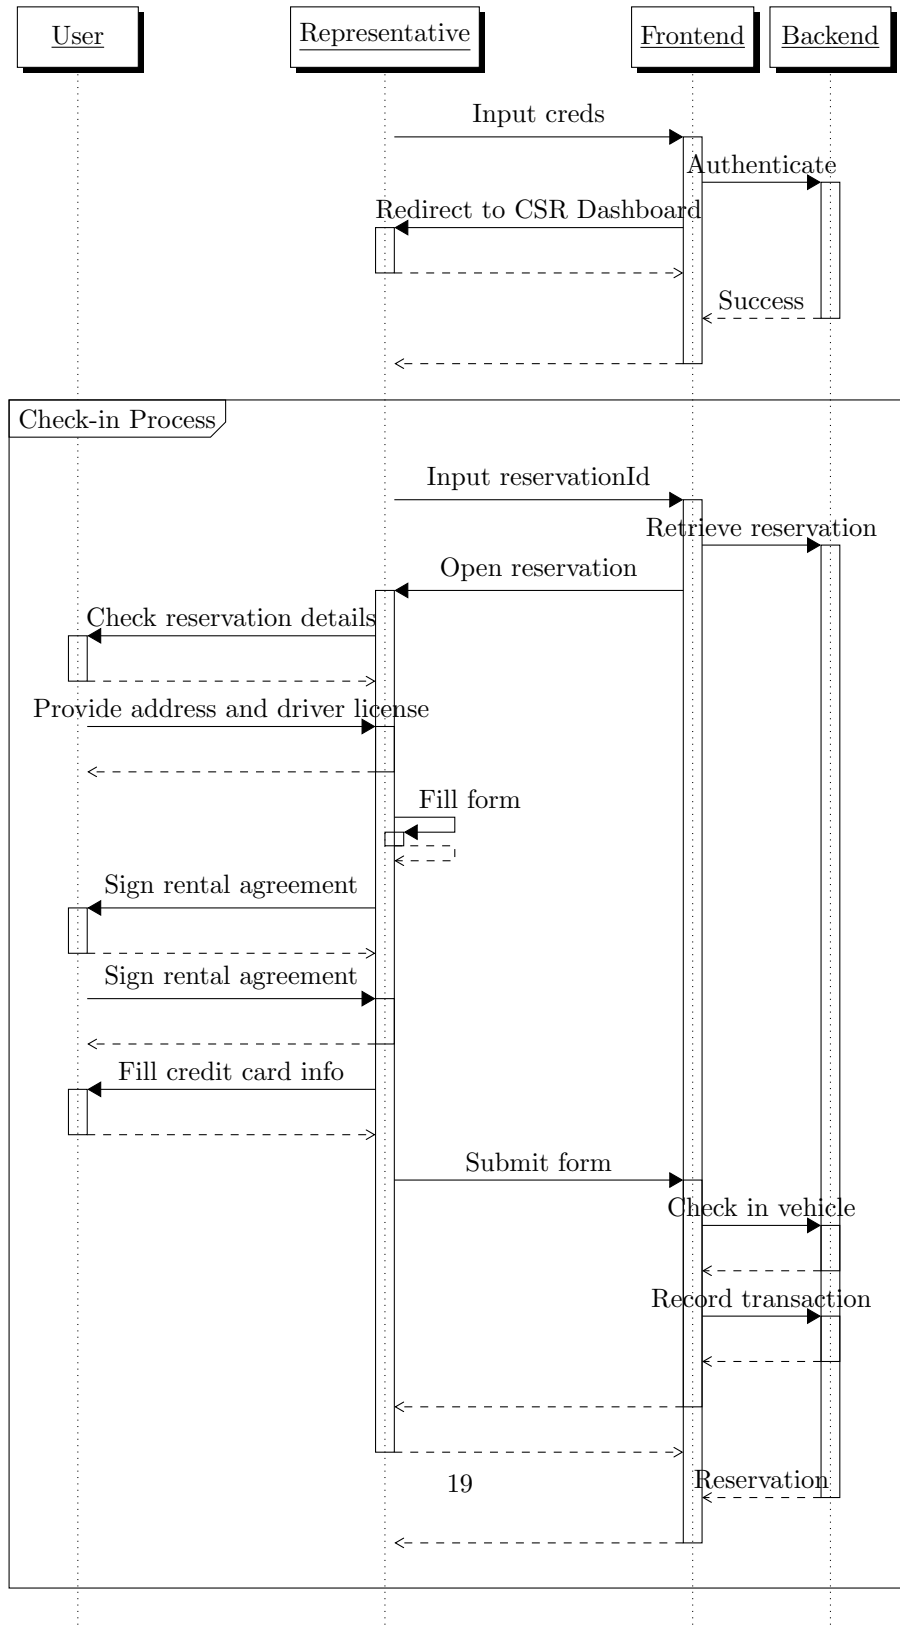 User
Representative
Frontend
Backend
Input creds
Authenticate
Redirect to CSR Dashboard
Success
Check-in Process
Input reservationId
Retrieve reservation
Open reservation
Check reservation details
Provide address and driver license
Fill form
Sign rental agreement
Sign rental agreement
Fill credit card info
Submit form
Check in vehicle
Record transaction
Reservation
19